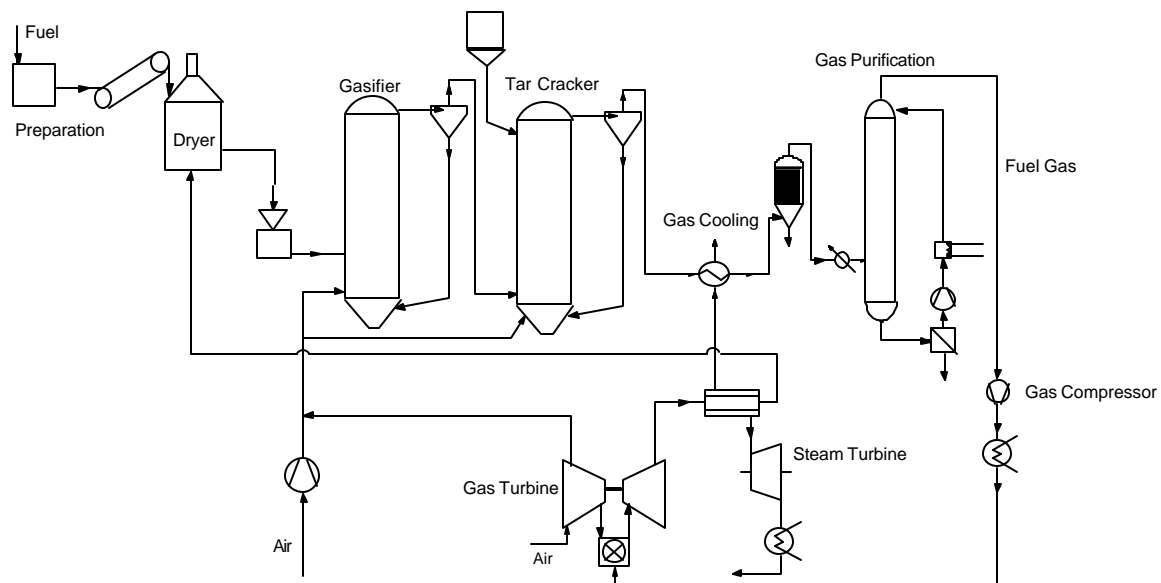 Fuel
Preparation
Dryer
Gasifier
Tar Cracker
Gas Purification
Gas Cooling
Fuel Gas
Gas Compressor
Steam Turbine
Gas Turbine
Air
Air